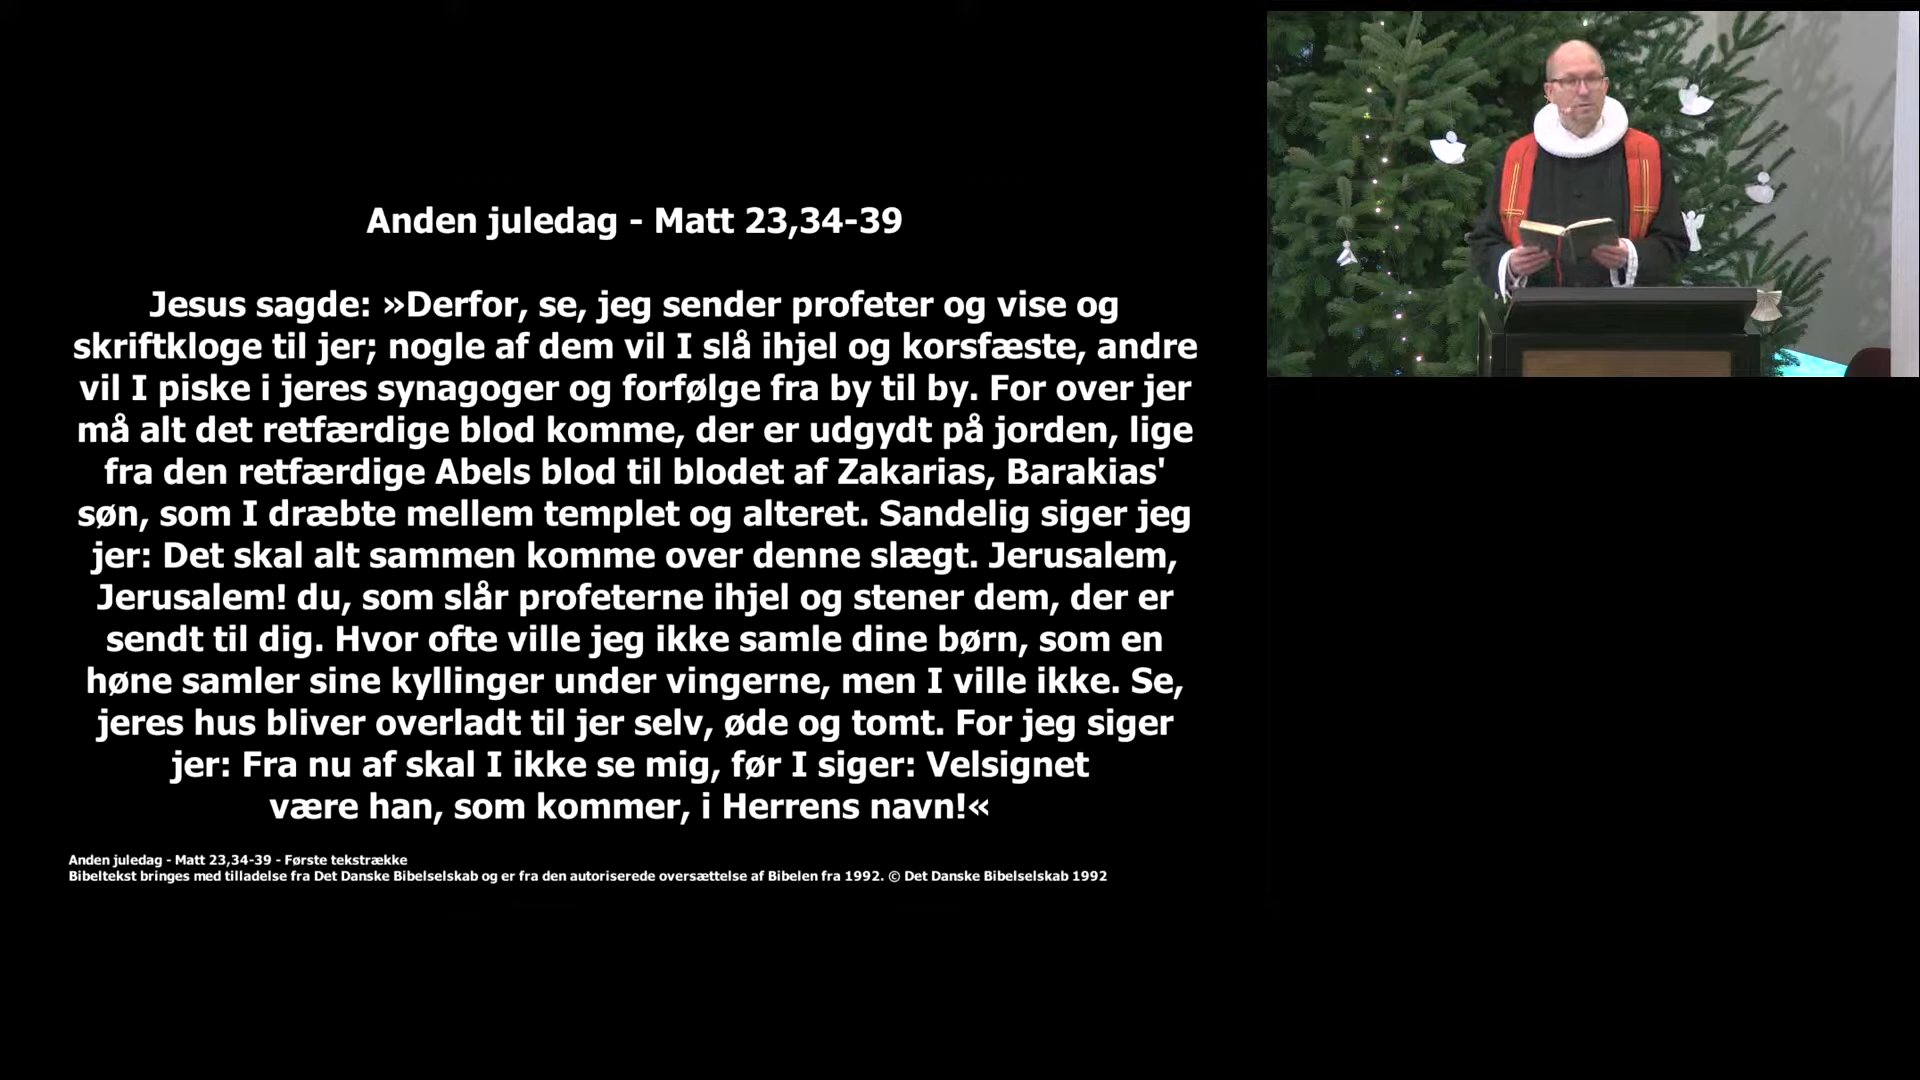 Anden juledag - Matt 23,34-39
Jesus sagde: »Derfor, se, jeg sender profeter og vise og
skriftkloge til jer; nogle af dem vil I slå ihjel og korsfæste, andre
vil I piske i jeres synagoger og forfølge fra by til by. For over jer
må alt det retfærdige blod komme, der er udgydt på jorden, lige
fra den retfærdige Abels blod til blodet af Zakarias, Barakias'
søn, som I dræbte mellem templet og alteret. Sandelig siger jeg
jer: Det skal alt sammen komme over denne slægt. Jerusalem,
Jerusalem! du, som slår profeterne ihjel og stener dem, der er
sendt til dig. Hvor ofte ville jeg ikke samle dine børn, som en
høne samler sine kyllinger under vingerne, men I ville ikke. Se,
jeres hus bliver overladt til jer selv, øde og tomt. For jeg siger
jer: Fra nu af skal I ikke se mig, før I siger: Velsignet
være han, som kommer, i Herrens navn!«
Anden juledag - Matt 23,34-39 - Første tekstrække
Bibeltekst bringes med tilladelse fra Det Danske Bibelselskab og er fra den autoriserede oversættelse af Bibelen fra 1992. © Det Danske Bibelselskab 1992